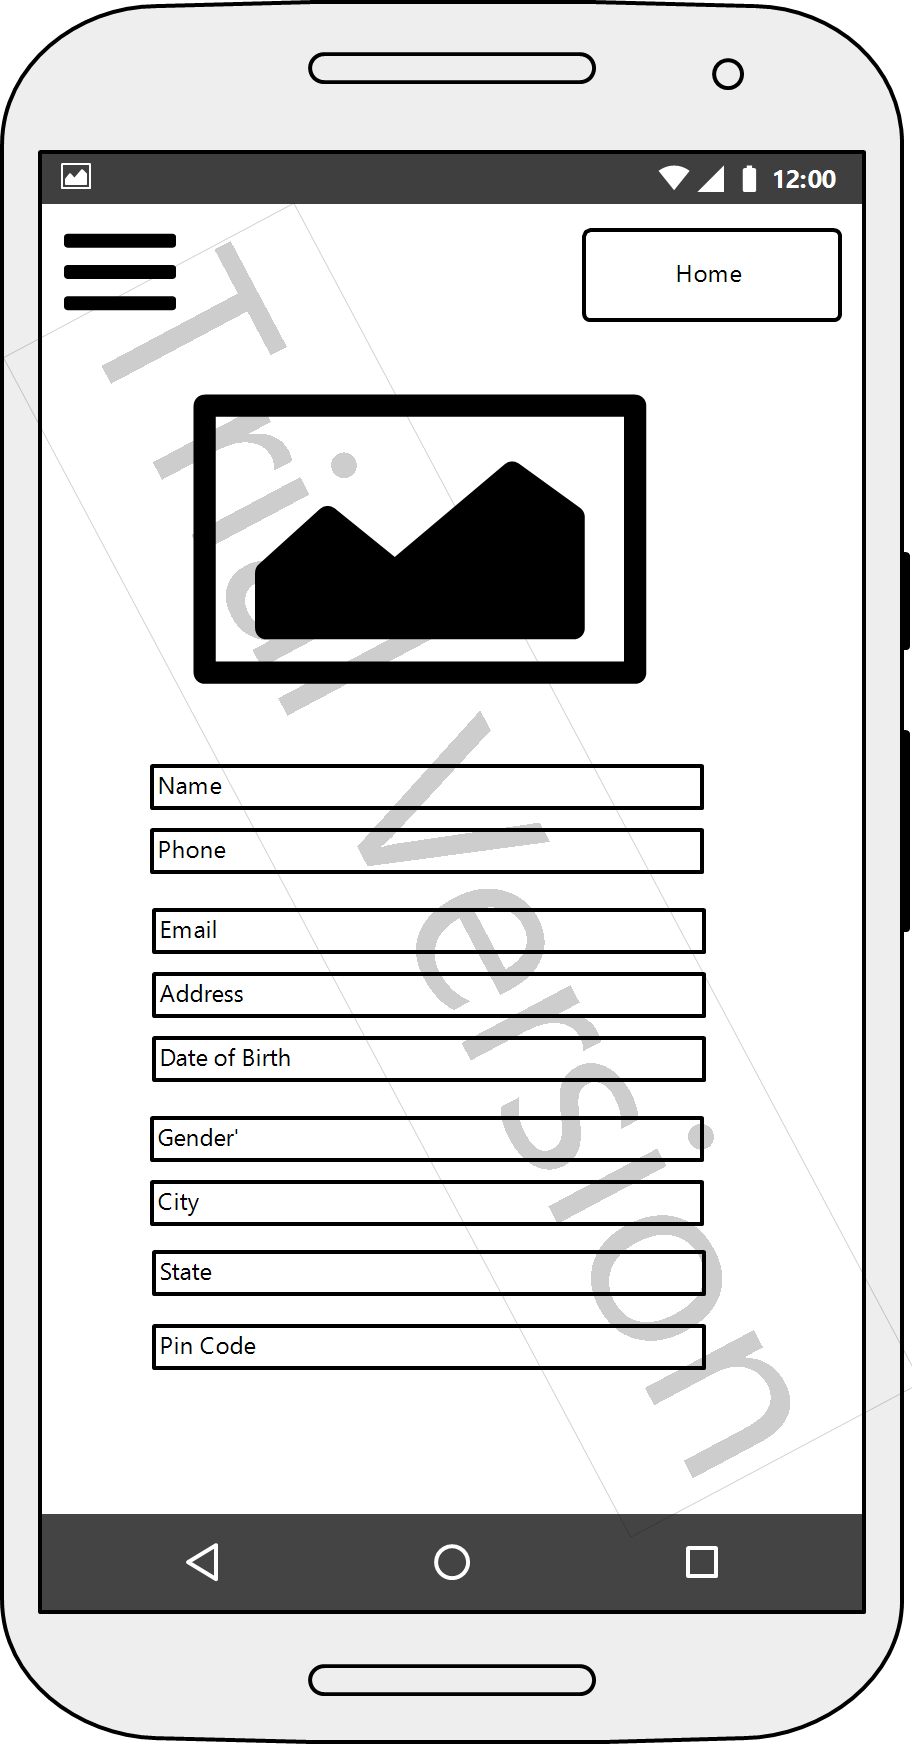 12:00
Home
Trial Version
Name
Phone
Email
Address
Date of Birth
Gender'
City
State
Pin Code